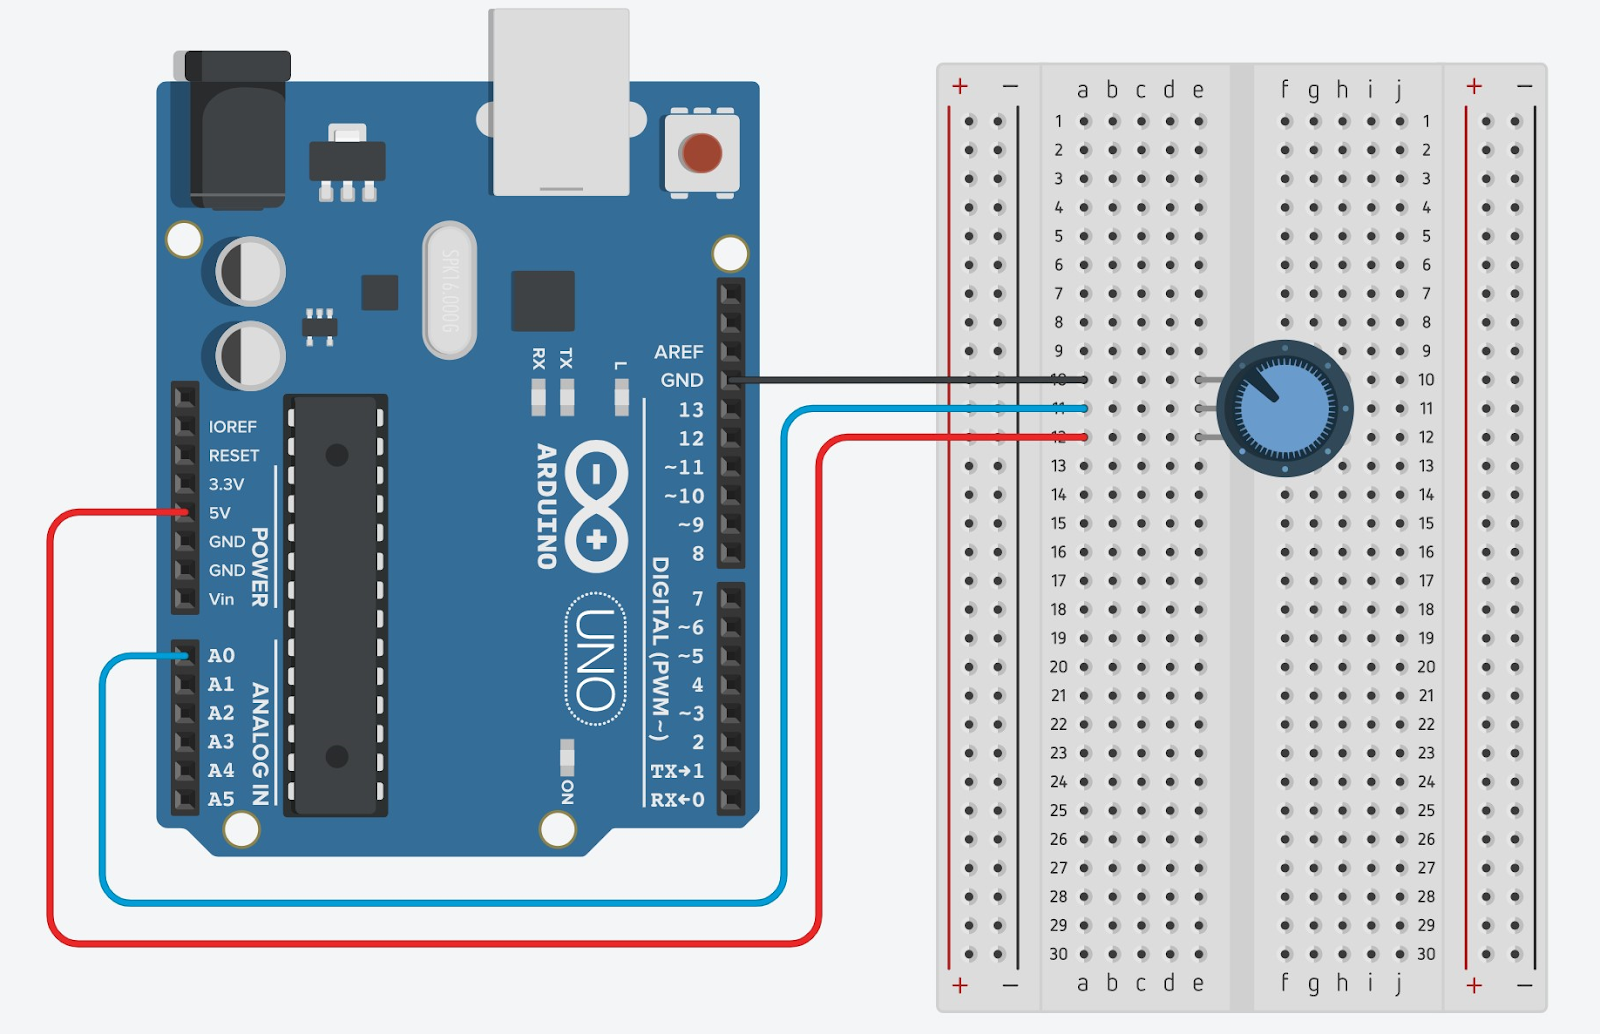 SPK16.000G
RX
TX
L
AREF
GND
13
12
~11
~10
~9
8
7
~6
~5
4
~3
2
TX→1
RX←0
DIGITAL (PWM~)
IOREF
RESET
3.3V
5V
GND
GND
Vin
POWER
A0
A1
A2
A3
A4
A5
ANALOG IN
ARDUINO
UNO
ON
+ − a b c d e f g h i j + −
1 1
2 2
3 3
4 4
5 5
6 6
7 7
8 8
9 9
10 10
11 11
12 12
13 13
14 14
15 15
16 16
17 17
18 18
19 19
20 20
21 21
22 22
23 23
24 24
25 25
26 26
27 27
28 28
29 29
30 30
+ − a b c d e f g h i j + −